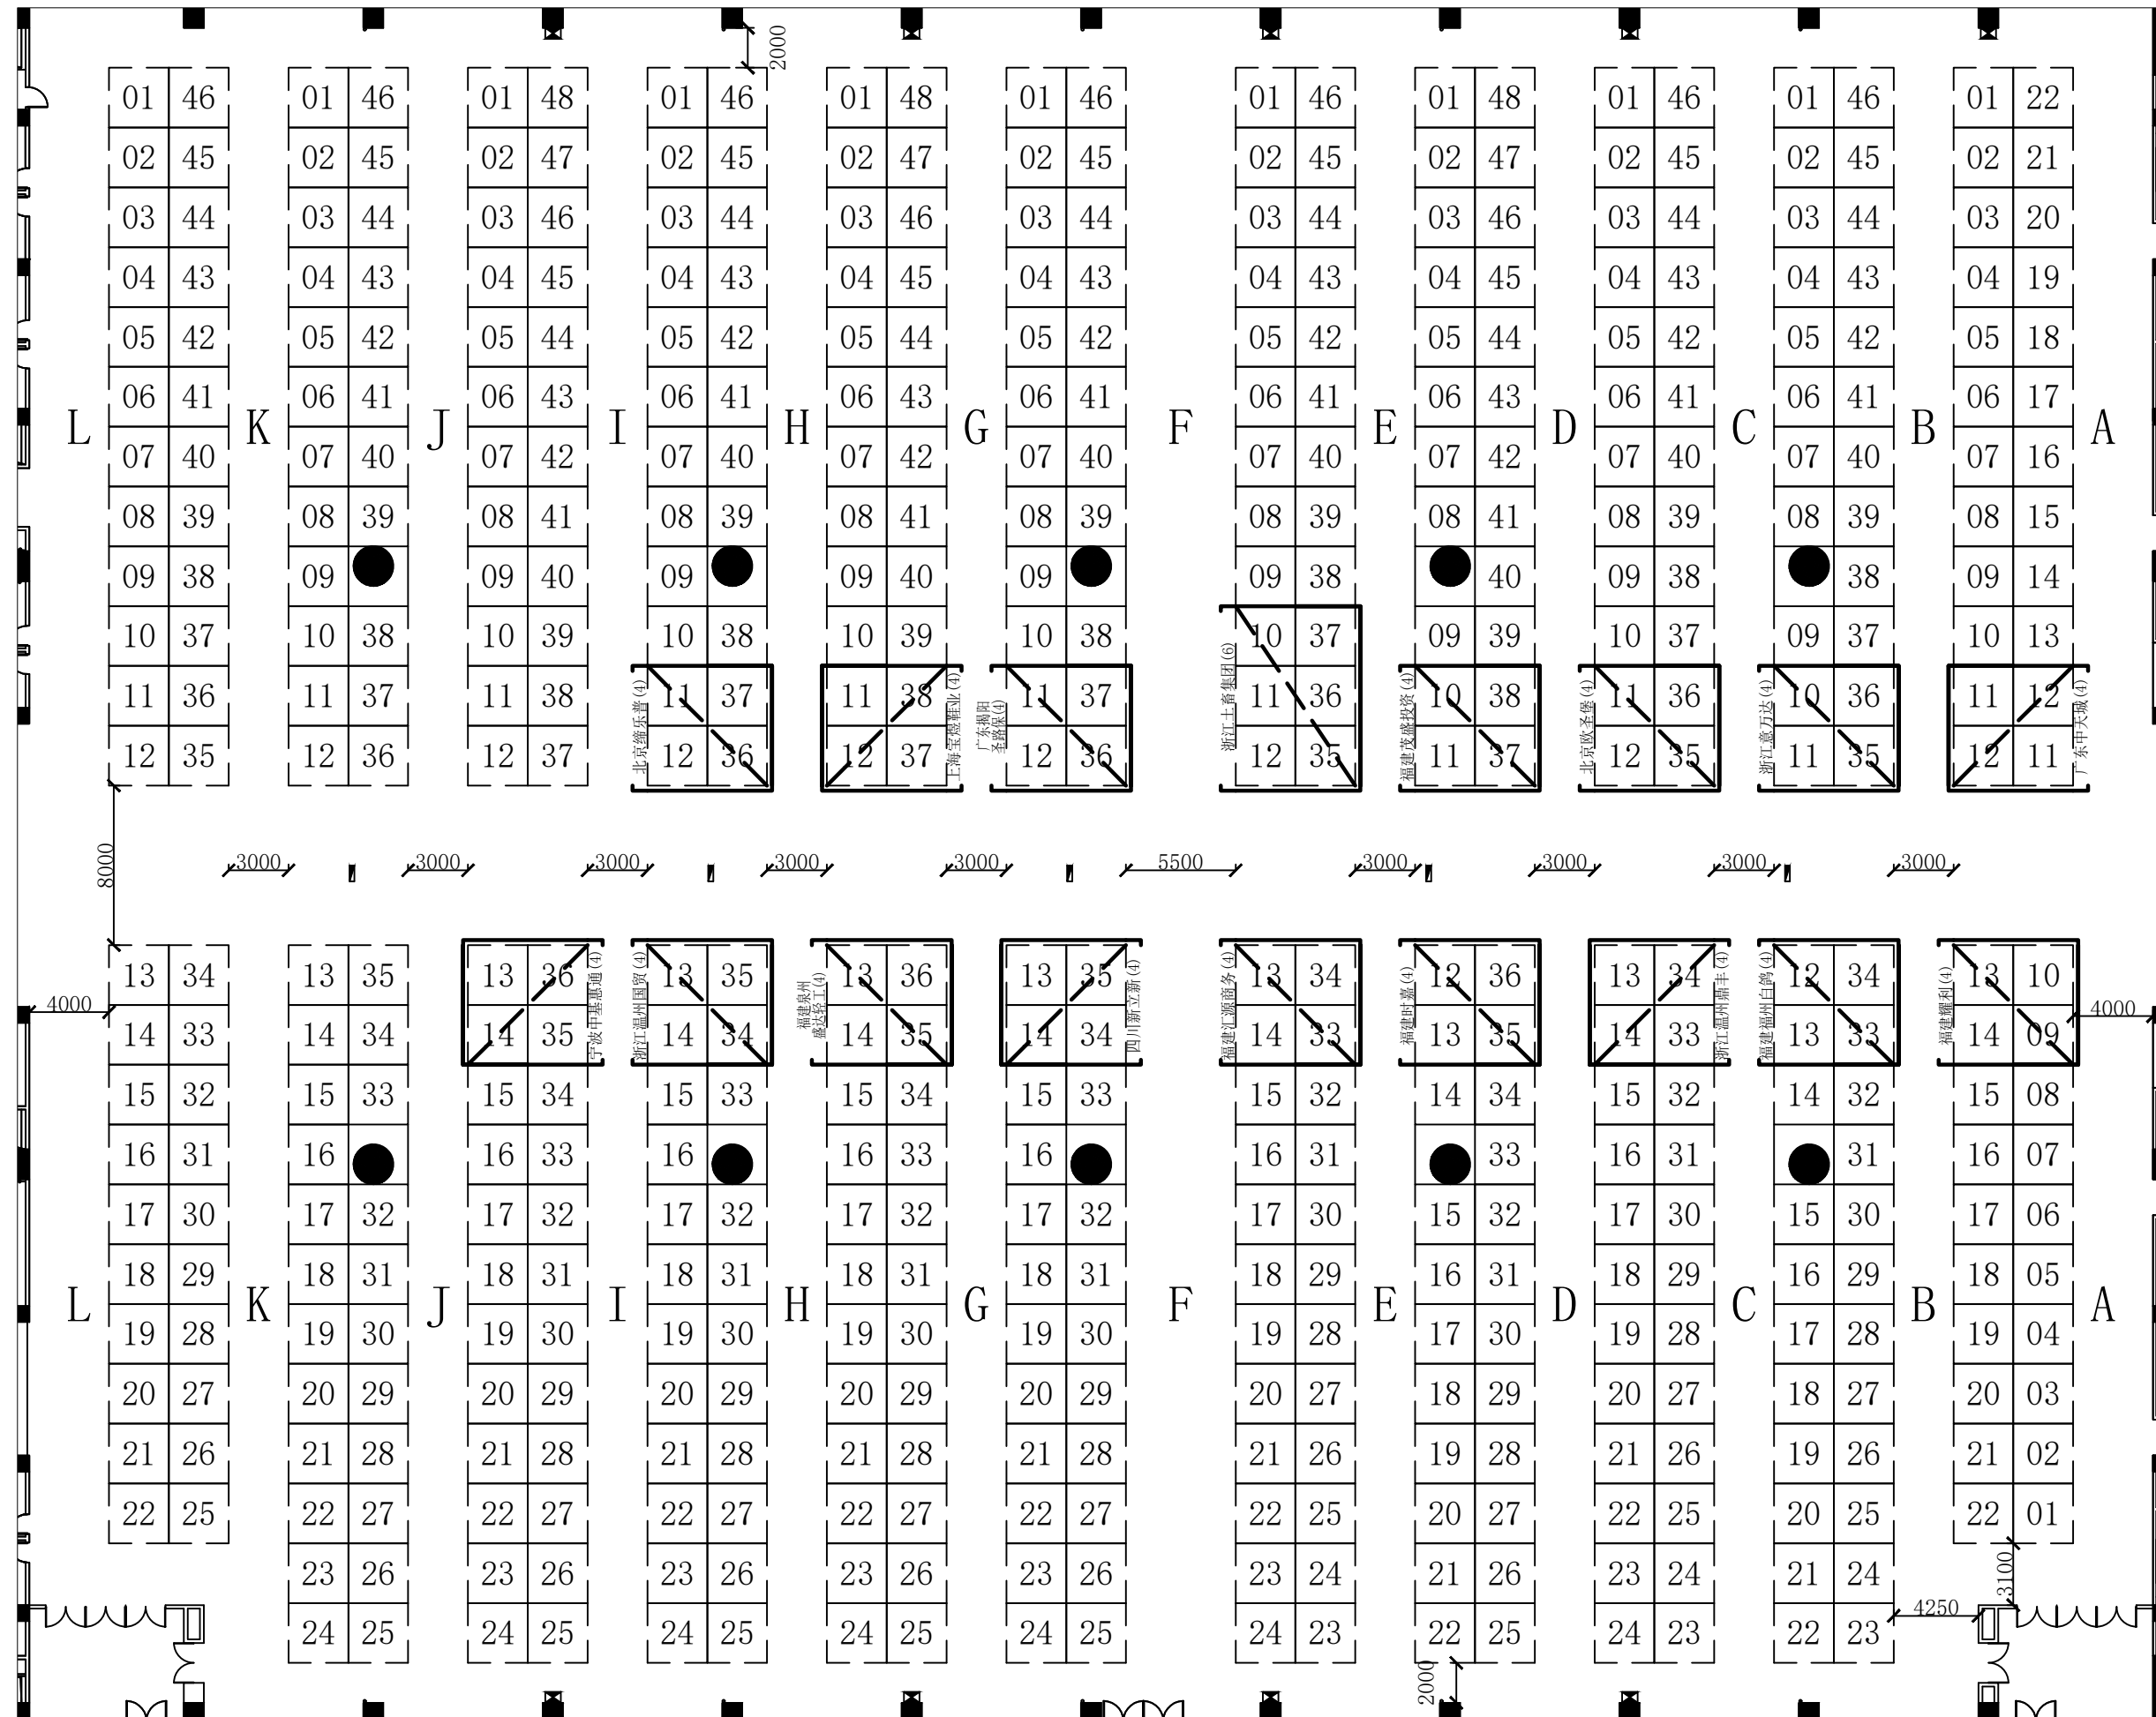 2000
01 46 01 46 01 48 01 46 01 48 01 46 01 46 01 48 01 46 01 46 01 22
02 45 02 45 02 47 02 45 02 47 02 45 02 45 02 47 02 45 02 45 02 21
03 44 03 44 03 46 03 44 03 46 03 44 03 44 03 46 03 44 03 44 03 20
04 43 04 43 04 45 04 43 04 45 04 43 04 43 04 45 04 43 04 43 04 19
05 42 05 42 05 44 05 42 05 44 05 42 05 42 05 44 05 42 05 42 05 18
06 41 06 41 06 43 06 41 06 43 06 41 06 41 06 43 06 41 06 41 06 17
L K J I H G F E D C B A
07 40 07 40 07 42 07 40 07 42 07 40 07 40 07 42 07 40 07 40 07 16
08 39 08 39 08 41 08 39 08 41 08 39 08 39 08 41 08 39 08 39 08 15
09 38 09 09 40 09 09 40 09 09 38 40 09 38 38 09 14
10 37 10 38 10 39 10 38 10 39 10 38 10 37 09 39 10 37 09 37 10 13
11 36 11 37 11 38 11 37 11 38 11 37 11 36 10 38 11 36 10 36 11 12
12 35 12 36 12 37 12 36 12 37 12 36 12 35 11 37 12 35 11 35 12 11
北京缔乐普(4)
上海宝煜鞋业(4)
广东揭阳
圣路保(4)
浙江土畜集团(6)
福建茂盛投资(4)
北京欧圣堡(4)
浙江意万达(4)
广东中天城(4)
8000
3000 3000 3000 3000 3000 5500 3000 3000 3000 3000
13 34 13 35 13 36 13 35 13 36 13 35 13 34 12 36 13 34 12 34 13 10
4000 4000
14 33 14 34 14 35 14 34 14 35 14 34 14 33 13 35 14 33 13 33 14 09
宁波中基惠通(4)
浙江温州国贸(4)
福建泉州
盛达轻工(4)
四川新立新(4)
福建汇源商务(4)
福建时嘉(4)
浙江温州鼎丰(4)
福建福州白鸽(4)
福建耀利(4)
15 32 15 33 15 34 15 33 15 34 15 33 15 32 14 34 15 32 14 32 15 08
16 31 16 16 33 16 16 33 16 16 31 33 16 31 31 16 07
17 30 17 32 17 32 17 32 17 32 17 32 17 30 15 32 17 30 15 30 17 06
18 29 18 31 18 31 18 31 18 31 18 31 18 29 16 31 18 29 16 29 18 05
L K J I H G F E D C B A
19 28 19 30 19 30 19 30 19 30 19 30 19 28 17 30 19 28 17 28 19 04
20 27 20 29 20 29 20 29 20 29 20 29 20 27 18 29 20 27 18 27 20 03
21 26 21 28 21 28 21 28 21 28 21 28 21 26 19 28 21 26 19 26 21 02
22 25 22 27 22 27 22 27 22 27 22 27 22 25 20 27 22 25 20 25 22 01
23 26 23 26 23 26 23 26 23 26 23 24 21 26 23 24 21 24
3100
4250
24 25 24 25 24 25 24 25 24 25 24 23 22 25 24 23 22 23
2000